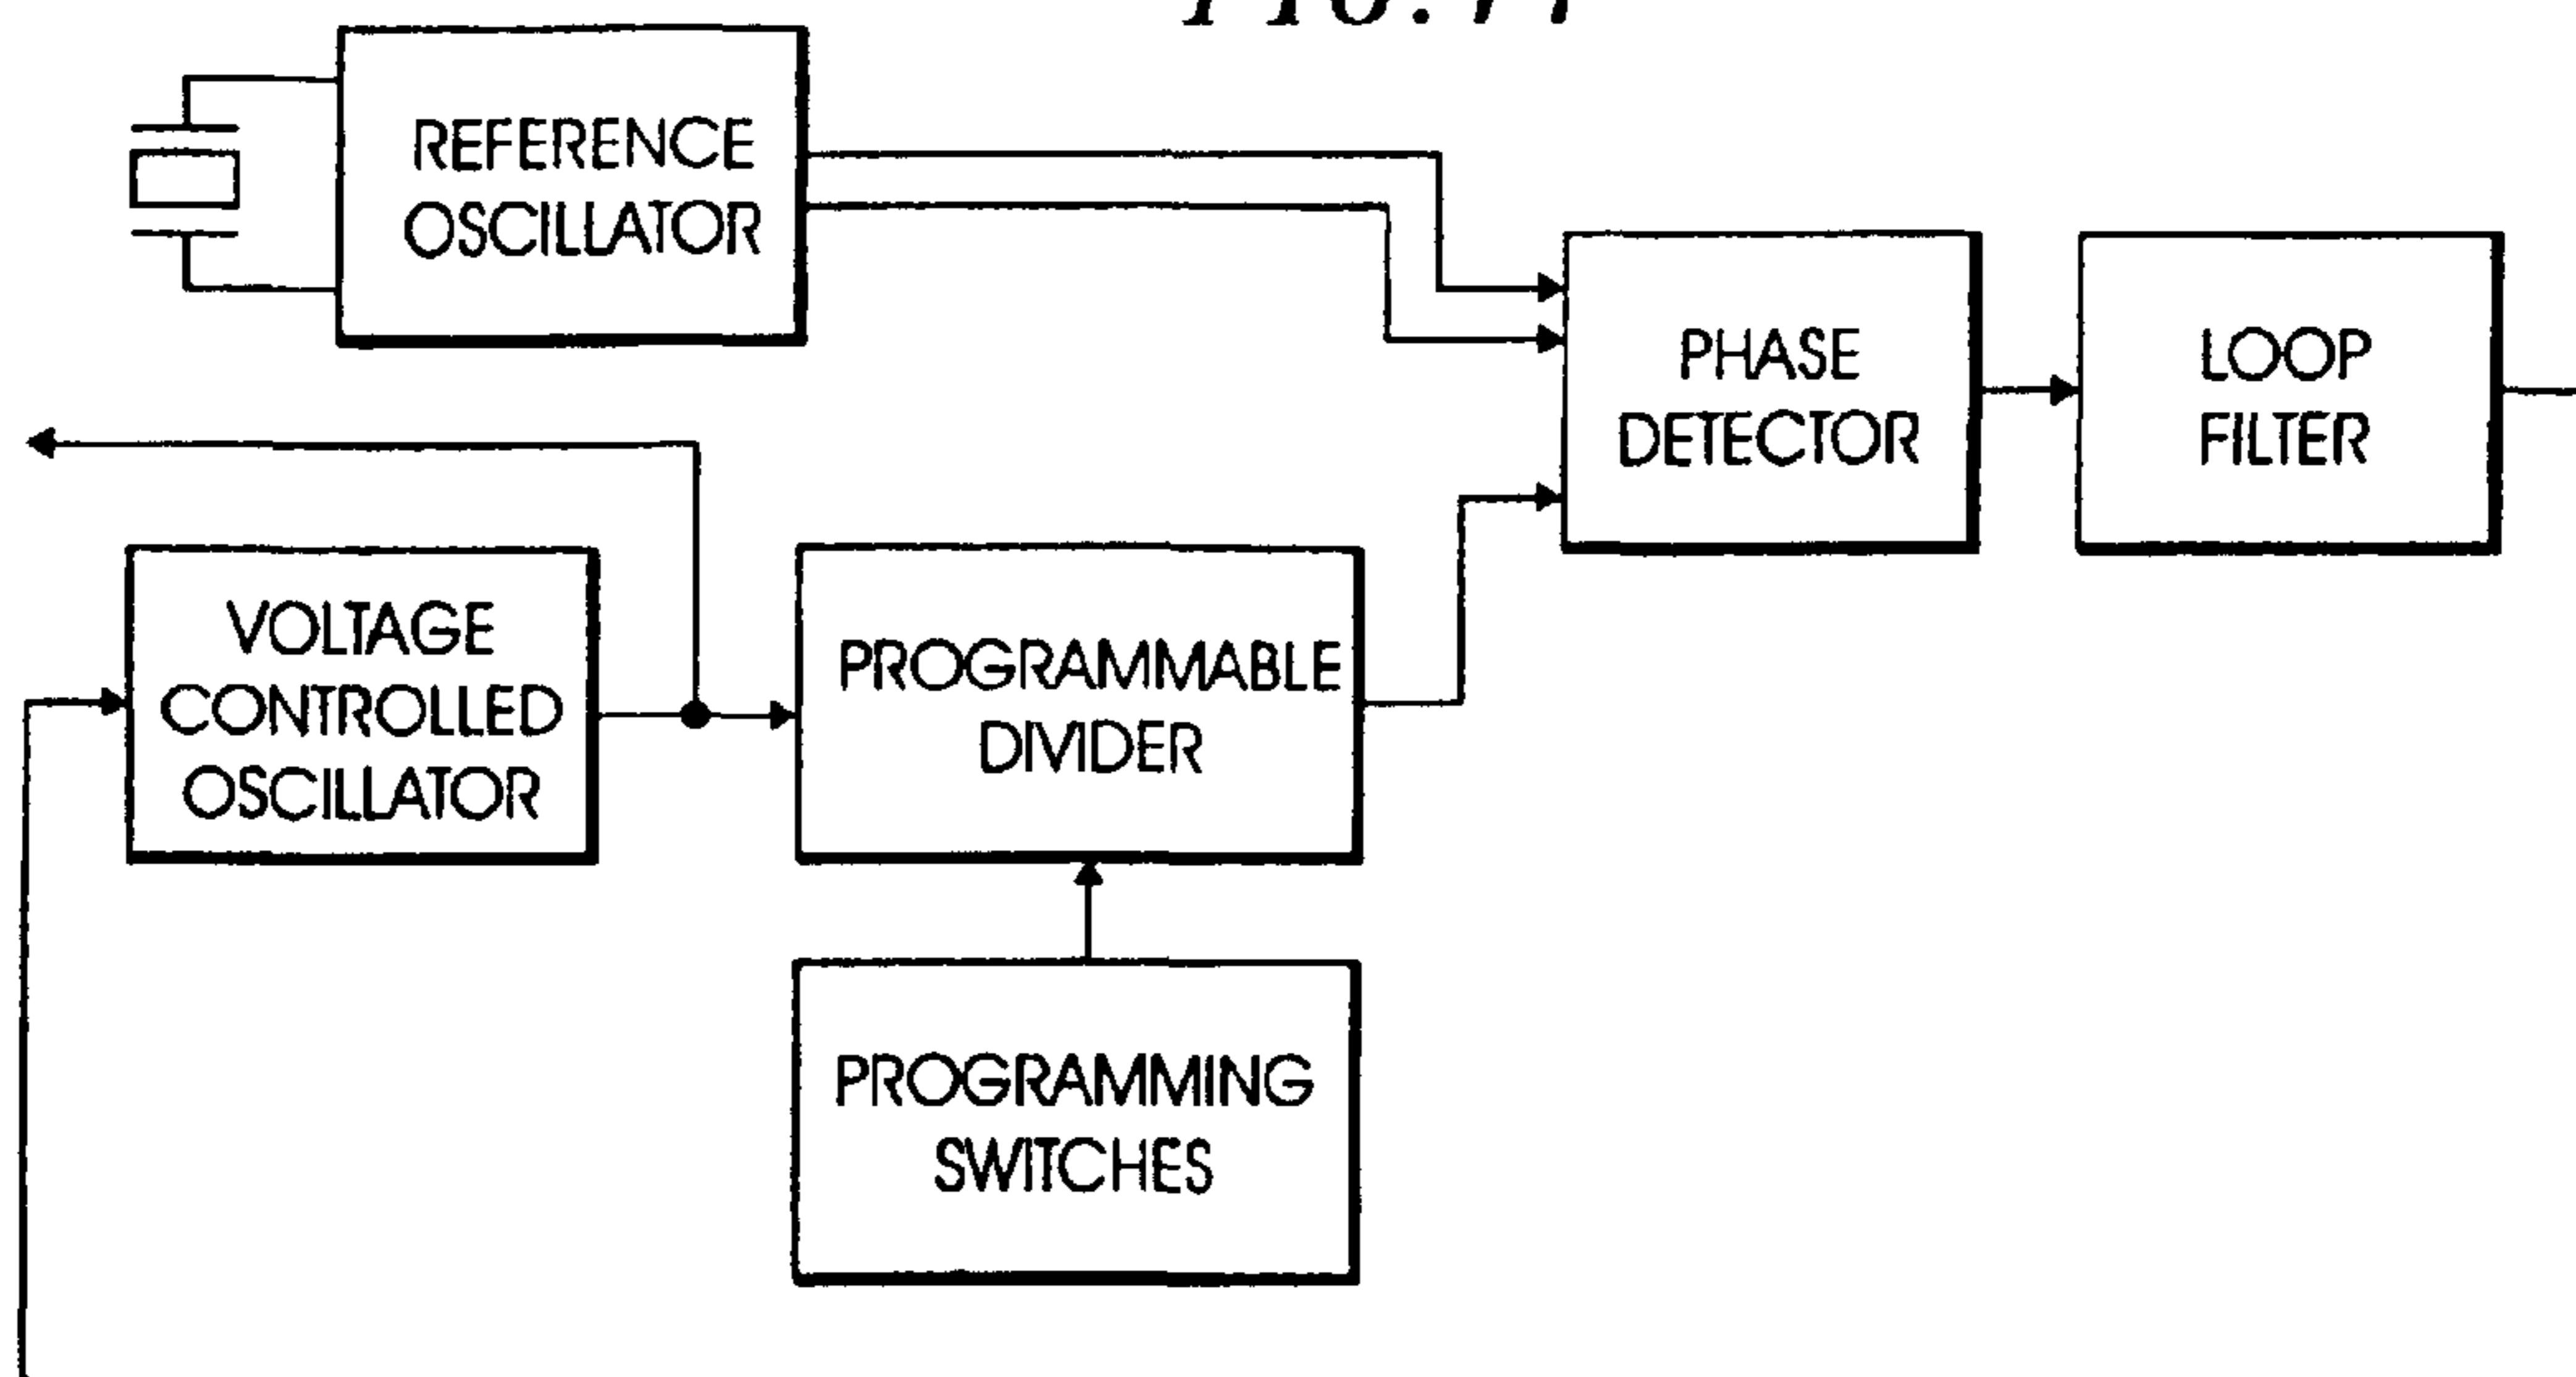 REFERENCE
OSCILLATOR
PHASE
DETECTOR
LOOP
FILTER
VOLTAGE
CONTROLLED
OSCILLATOR
PROGRAMMABLE
DIVIDER
PROGRAMMING
SWITCHES